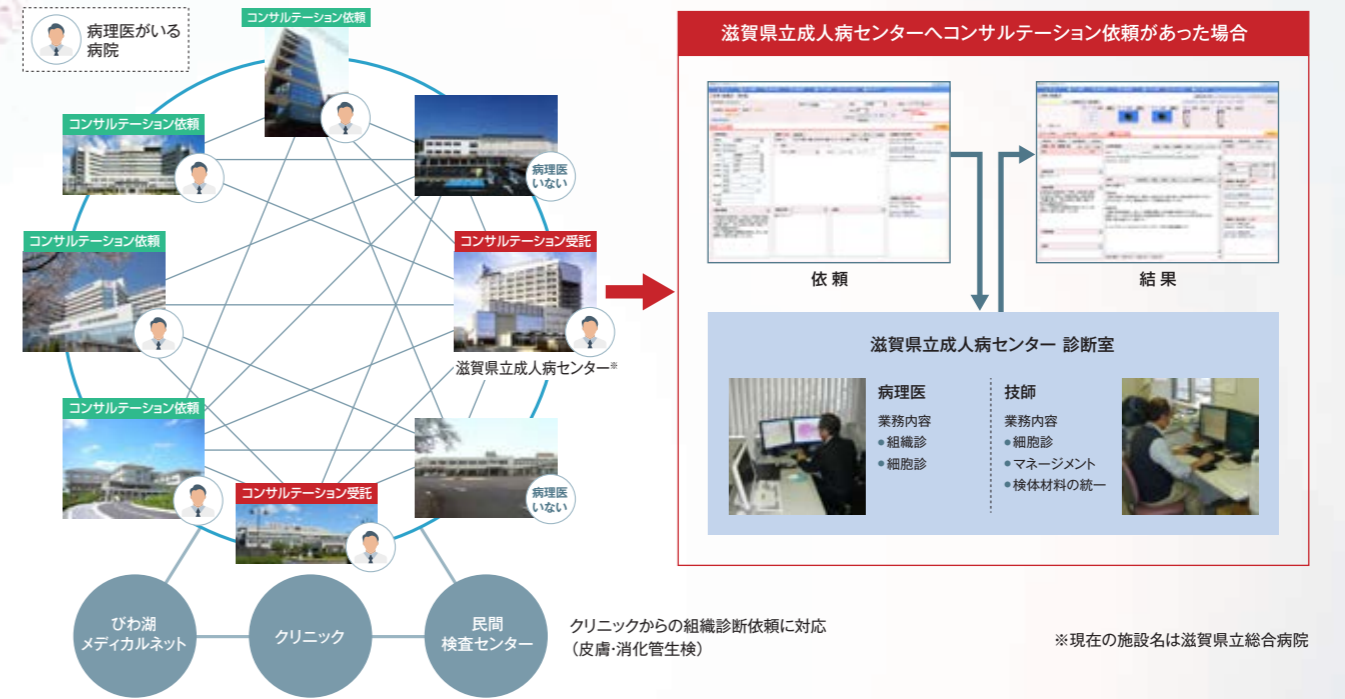 病理医がいる
病院
コンサルテーション依頼
コンサルテーション依頼
病理医
いない
コンサルテーション依頼
コンサルテーション受託
滋賀県立成人病センター※
コンサルテーション依頼
コンサルテーション受託
病理医
いない
びわ湖
メディカルネット
クリニック
民間
検査センター
クリニックからの組織診断依頼に対応
（皮膚・消化管生検）
滋賀県立成人病センターへコンサルテーション依頼があった場合
依頼
結果
滋賀県立成人病センター 診断室
病理医
業務内容
●組織診
●細胞診
技師
業務内容
●細胞診
●マネージメント
●検体材料の統一
※現在の施設名は滋賀県立総合病院